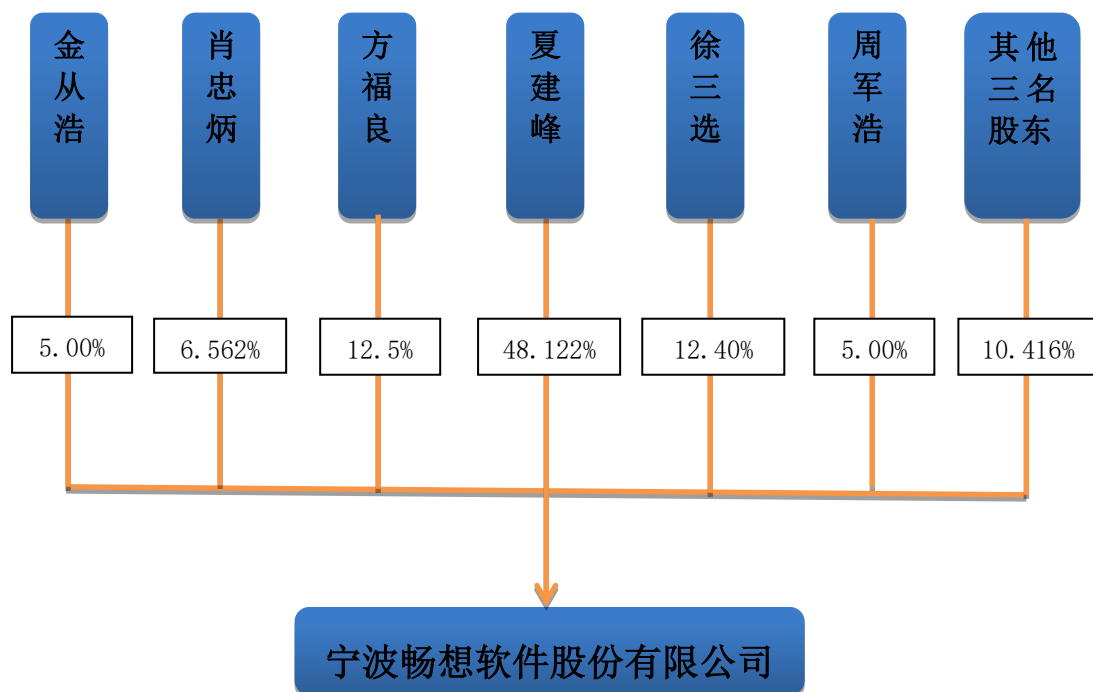 金从浩
肖忠炳
方福良
夏建峰
徐三选
周军浩
其他
三名
股东
5.00%
6.562%
12.5%
48.122%
12.40%
5.00%
10.416%
宁波畅想软件股份有限公司